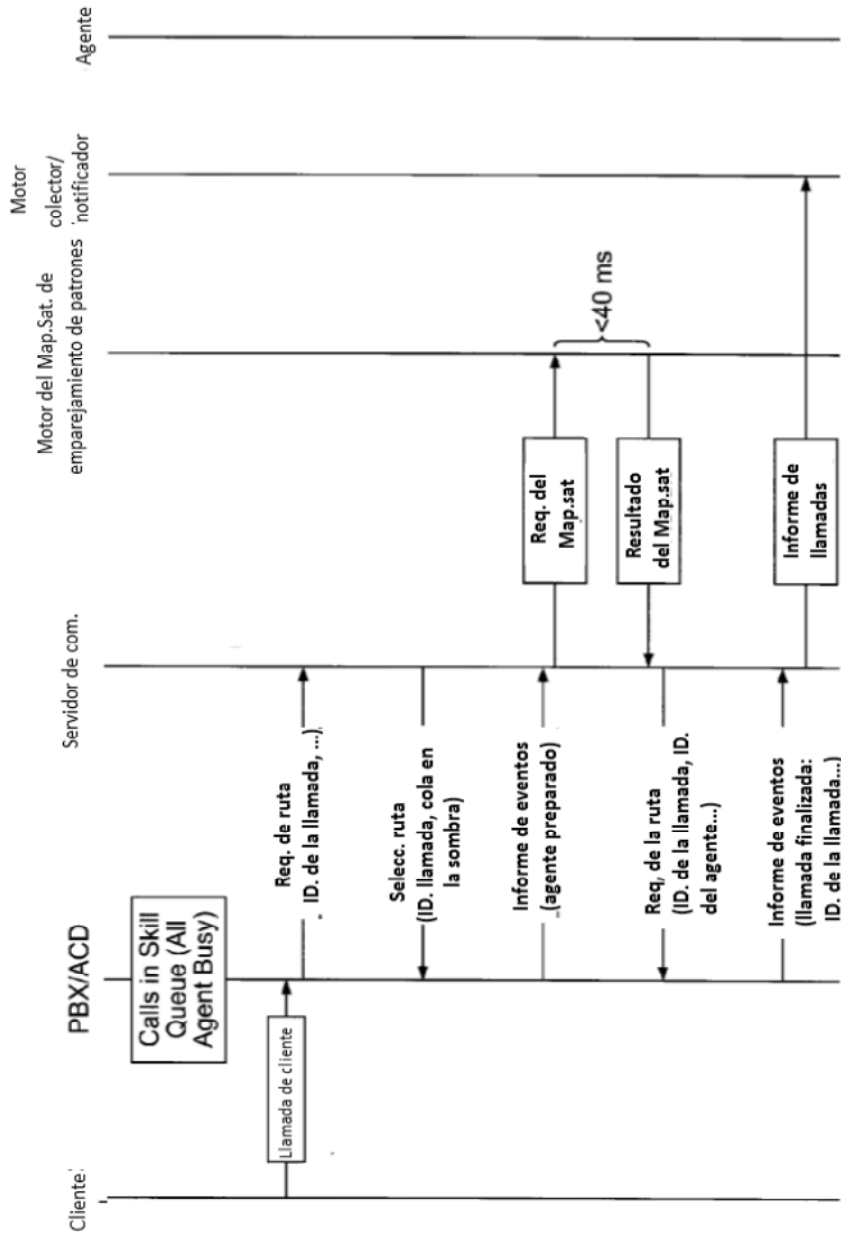 Cliente
PBX/ACD
Servidor de com.
Motor del Map.Sat. de
emparejamiento de patrones
Motor
colector/
notificador
Agente
Calls in Skill
Queue (All
Agent Busy)
Llamada de cliente
Req. de ruta
ID. de la llamada, ...)
Selecc. ruta
(ID. llamada, cola en
la sombra)
Informe de eventos
(agente preparado)
Req. del
Map.sat
<40 ms
Resultado
del Map.sat
Req, de la ruta
(ID. de la llamada, ID.
del agente...)
Informe de eventos
(llamada finalizada:
ID. de la llamada...)
Informe de
llamadas